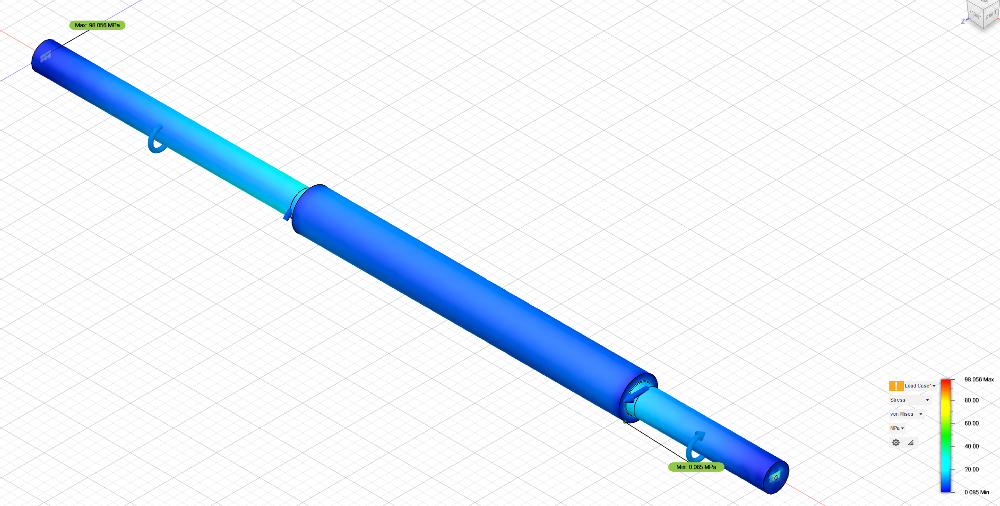 Max: 98.056 MPa
FRONT
RIGHT
Z
Min: 0.085 MPa
Load Case1
Stress
von Mises
MPa
98.056 Max.
80.00
60.00
40.00
20.00
0.085 Min.